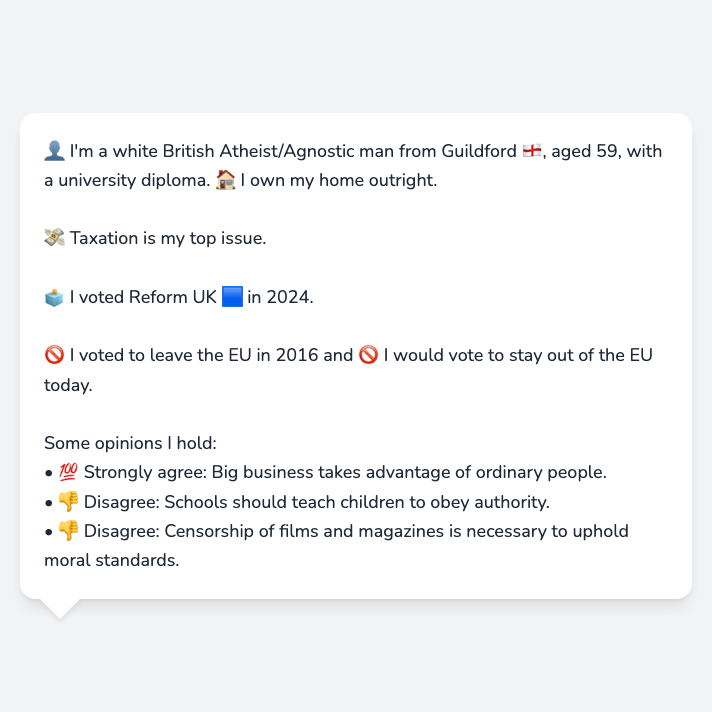 👤 I'm a white British Atheist/Agnostic man from Guildford 🏴󠁧󠁢󠁥󠁮󠁧󠁿, aged 59, with
a university diploma. 🏠 I own my home outright.
💸 Taxation is my top issue.
🗳️ I voted Reform UK 🟦 in 2024.
🚫 I voted to leave the EU in 2016 and 🚫 I would vote to stay out of the EU
today.
Some opinions I hold:
• 💯 Strongly agree: Big business takes advantage of ordinary people.
• 👎 Disagree: Schools should teach children to obey authority.
• 👎 Disagree: Censorship of films and magazines is necessary to uphold
moral standards.